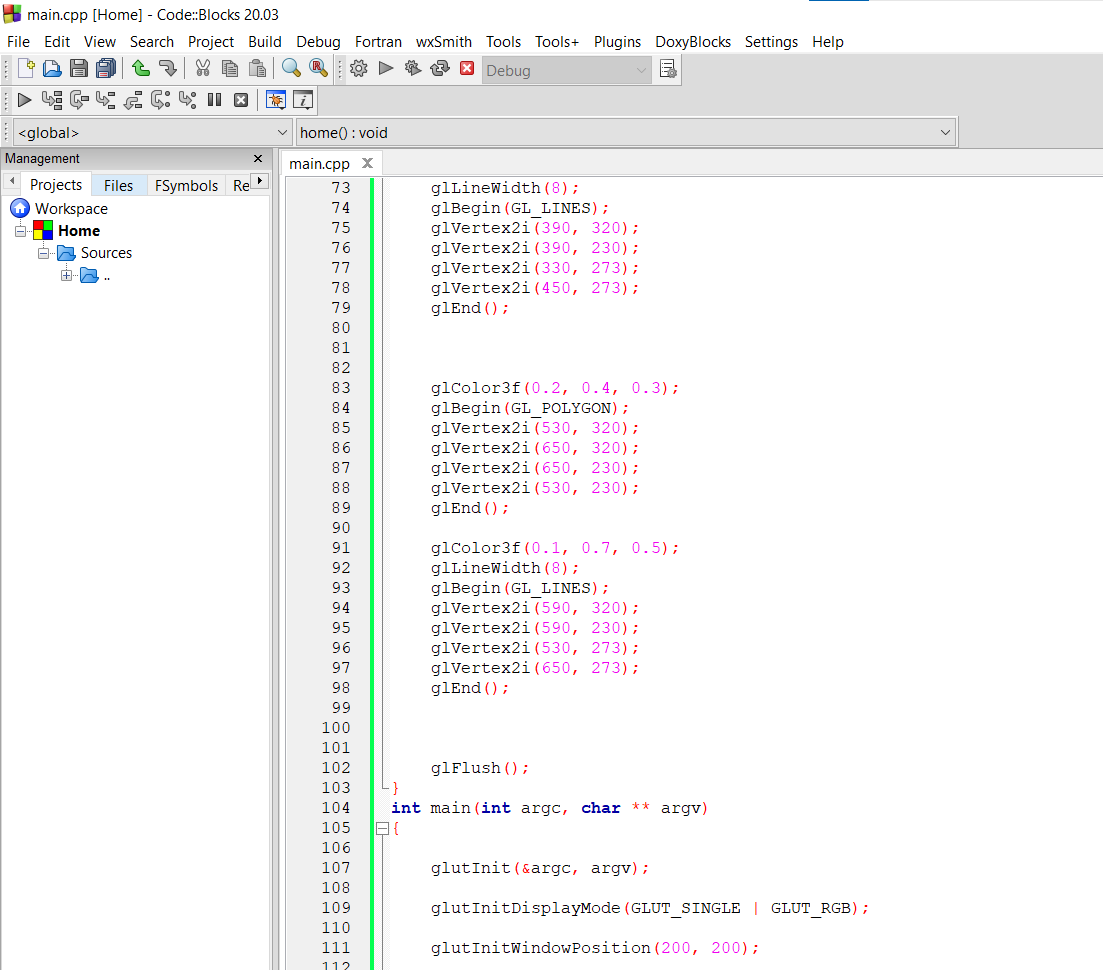 main.cpp [Home] - Code::Blocks 20.03
File Edit View Search Project Build Debug Fortran wxSmith Tools Tools+ Plugins DoxyBlocks Settings Help
Debug
<global> home() : void
Management
main.cpp
Projects Files FSymbols Re
Workspace
Home
Sources
..
73 glLineWidth(8);
74 glBegin(GL_LINES);
75 glVertex2i(390, 320);
76 glVertex2i(390, 230);
77 glVertex2i(330, 273);
78 glVertex2i(450, 273);
79 glEnd();
80
81
82
83 glColor3f(0.2, 0.4, 0.3);
84 glBegin(GL_POLYGON);
85 glVertex2i(530, 320);
86 glVertex2i(650, 320);
87 glVertex2i(650, 230);
88 glVertex2i(530, 230);
89 glEnd();
90
91 glColor3f(0.1, 0.7, 0.5);
92 glLineWidth(8);
93 glBegin(GL_LINES);
94 glVertex2i(590, 320);
95 glVertex2i(590, 230);
96 glVertex2i(530, 273);
97 glVertex2i(650, 273);
98 glEnd();
99
100
101
102 glFlush();
103 }
104 int main(int argc, char ** argv)
105 {
106
107 glutInit(&argc, argv);
108
109 glutInitDisplayMode(GLUT_SINGLE | GLUT_RGB);
110
111 glutInitWindowPosition(200, 200);
112